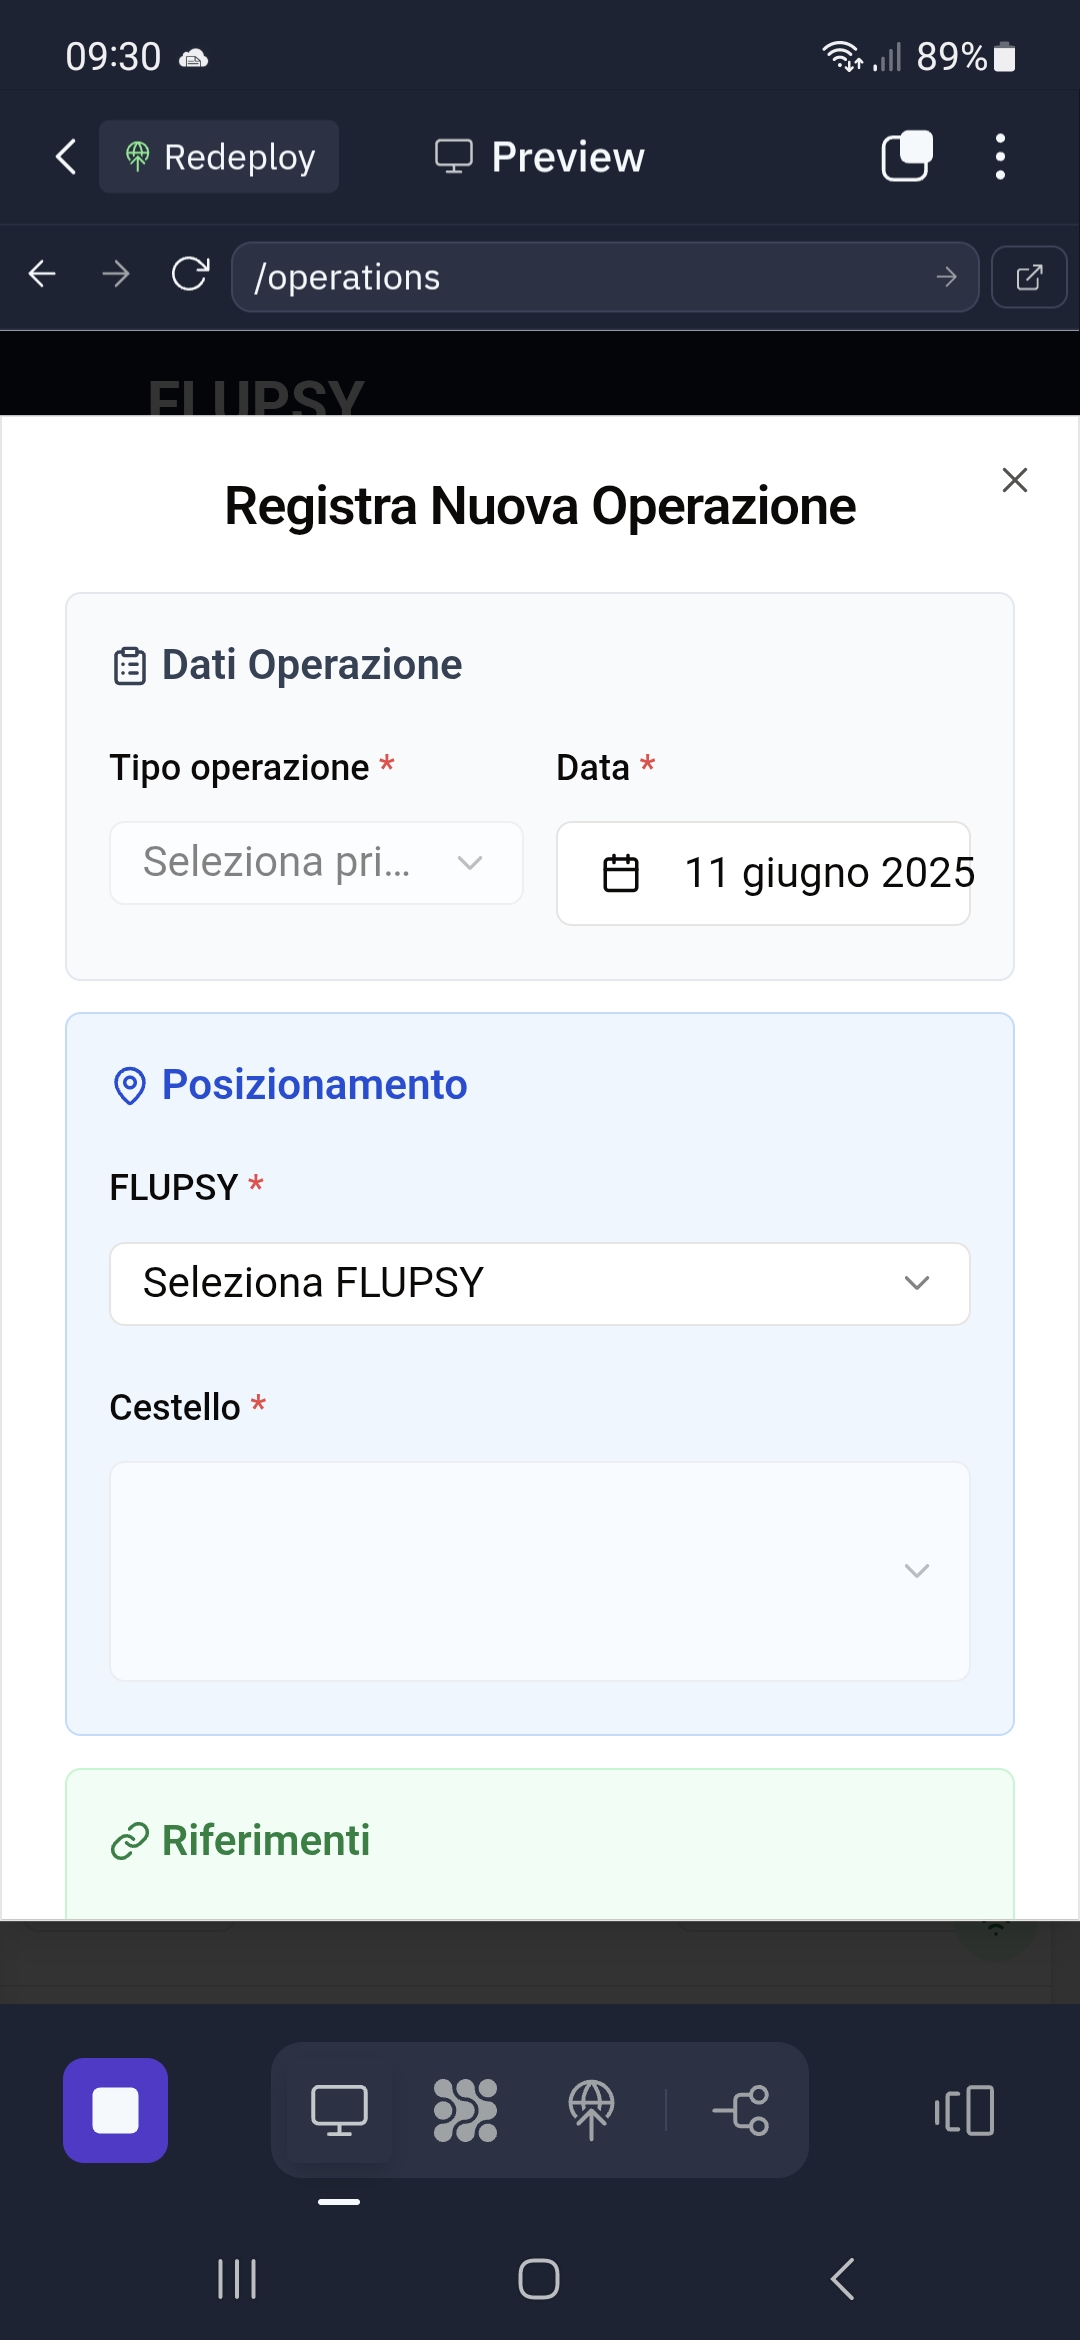 09:30 89%
Redeploy Preview
/operations
FLUPSY
Registra Nuova Operazione
Dati Operazione
Tipo operazione * Data *
Seleziona pri... 11 giugno 2025
Posizionamento
FLUPSY *
Seleziona FLUPSY
Cestello *
Riferimenti